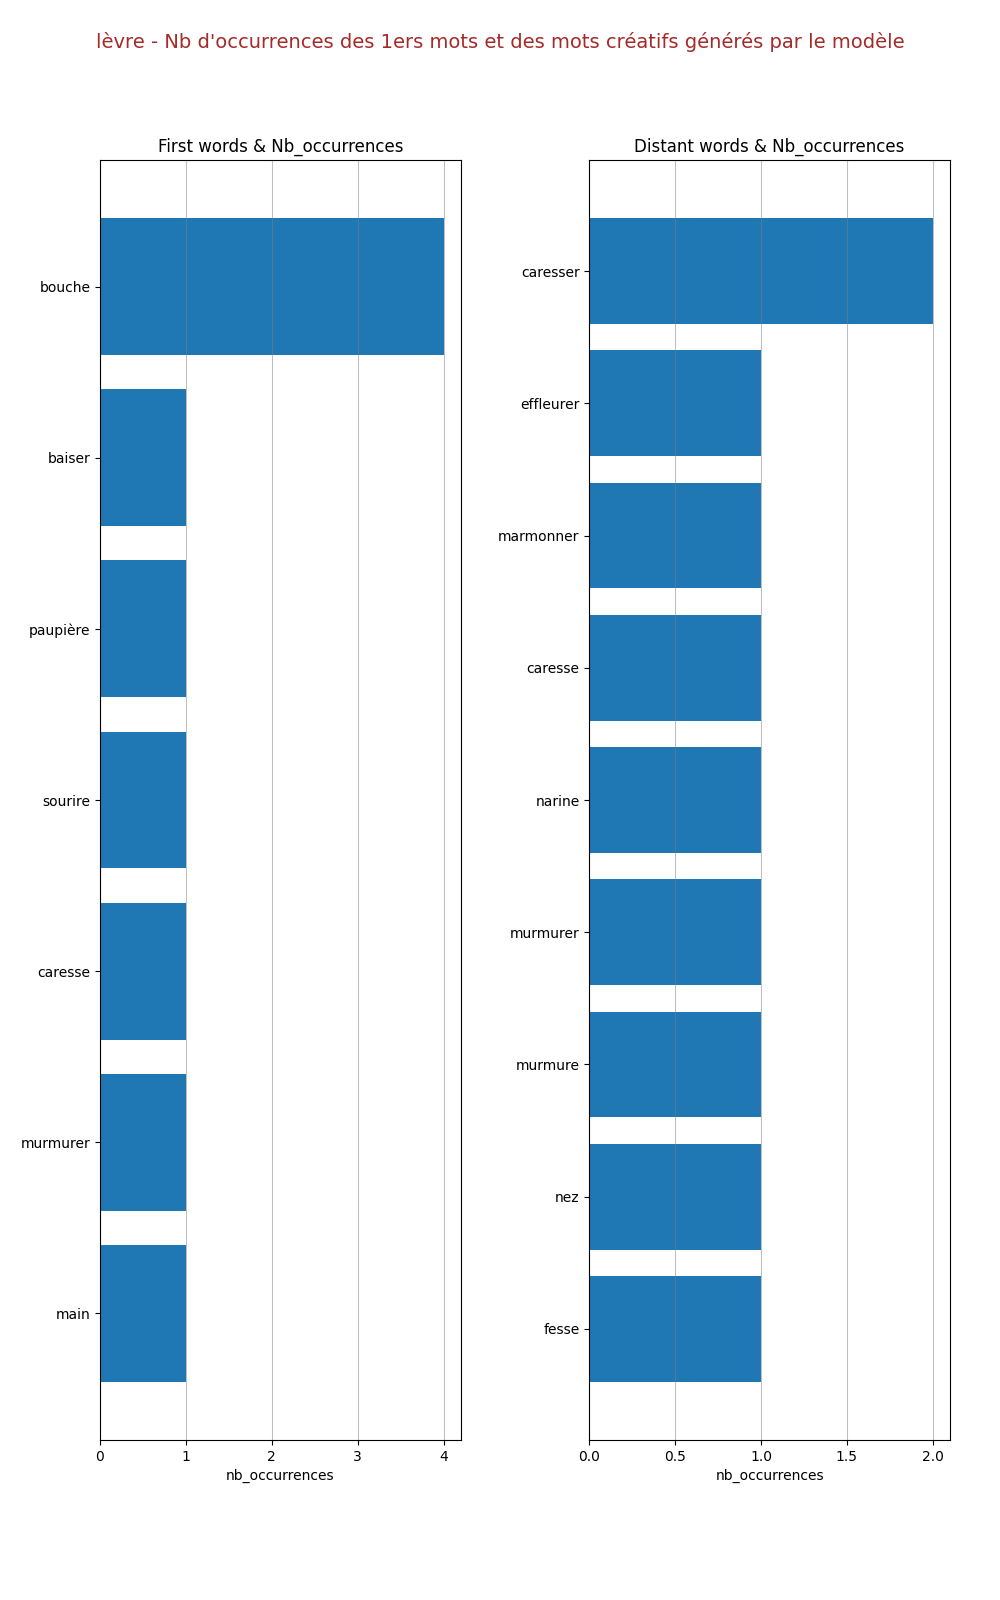 lèvre - Nb d'occurrences des 1ers mots et des mots créatifs générés par le modèle
First words & Nb_occurrences
bouche
baiser
paupière
sourire
caresse
murmurer
main
0 1 2 3 4
nb_occurrences
Distant words & Nb_occurrences
caresser
effleurer
marmonner
caresse
narine
murmurer
murmure
nez
fesse
0.0 0.5 1.0 1.5 2.0
nb_occurrences